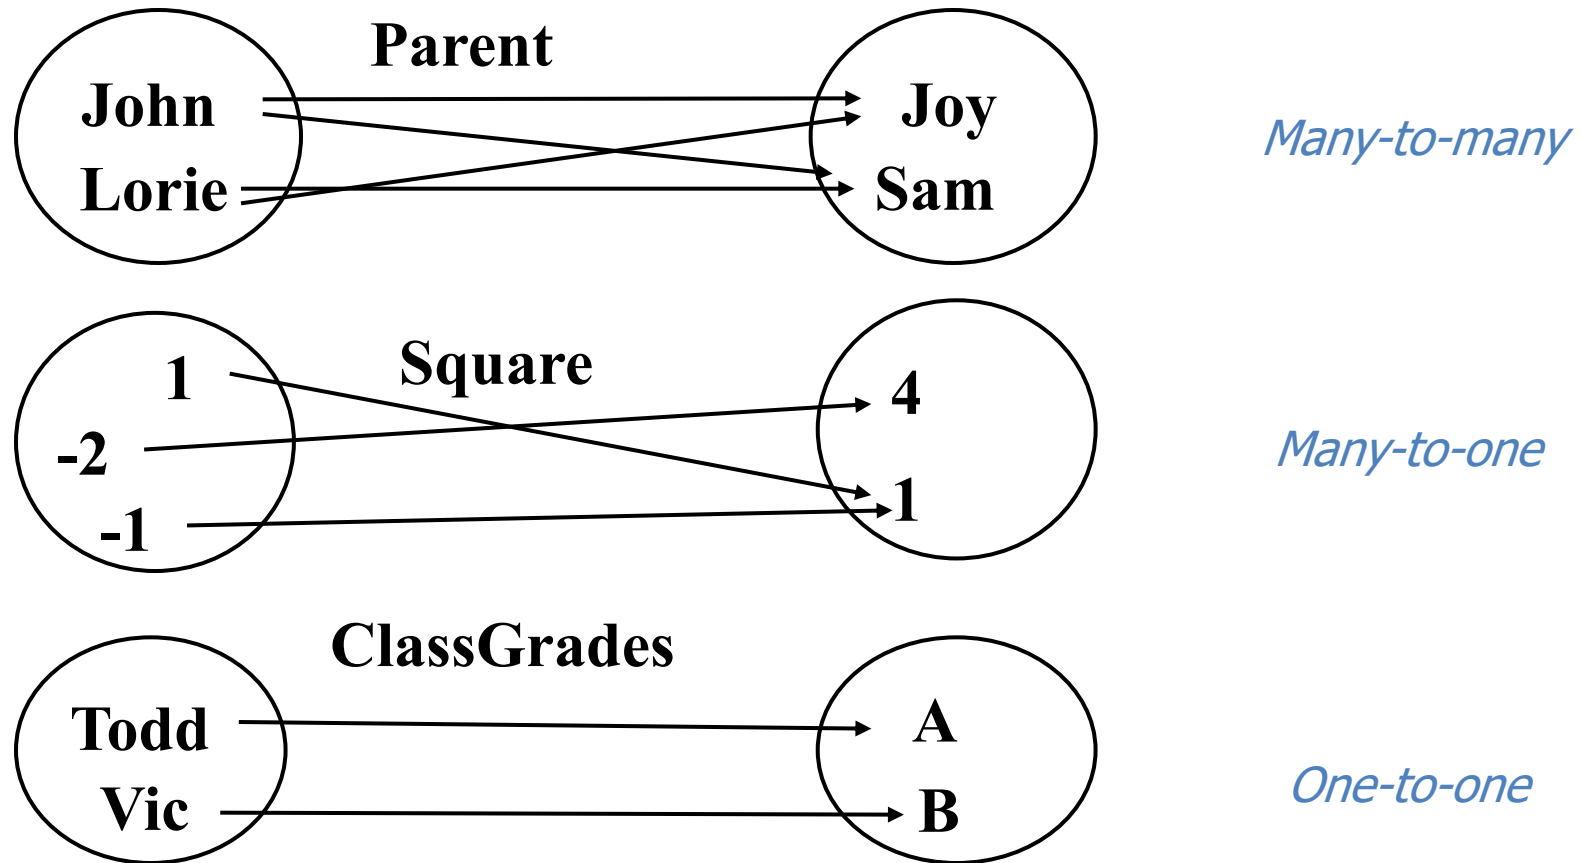 Parent
John
Joy
Many-to-many
Lorie
Sam
Square
1
4
-2
Many-to-one
1
-1
ClassGrades
Todd
A
One-to-one
Vic
B